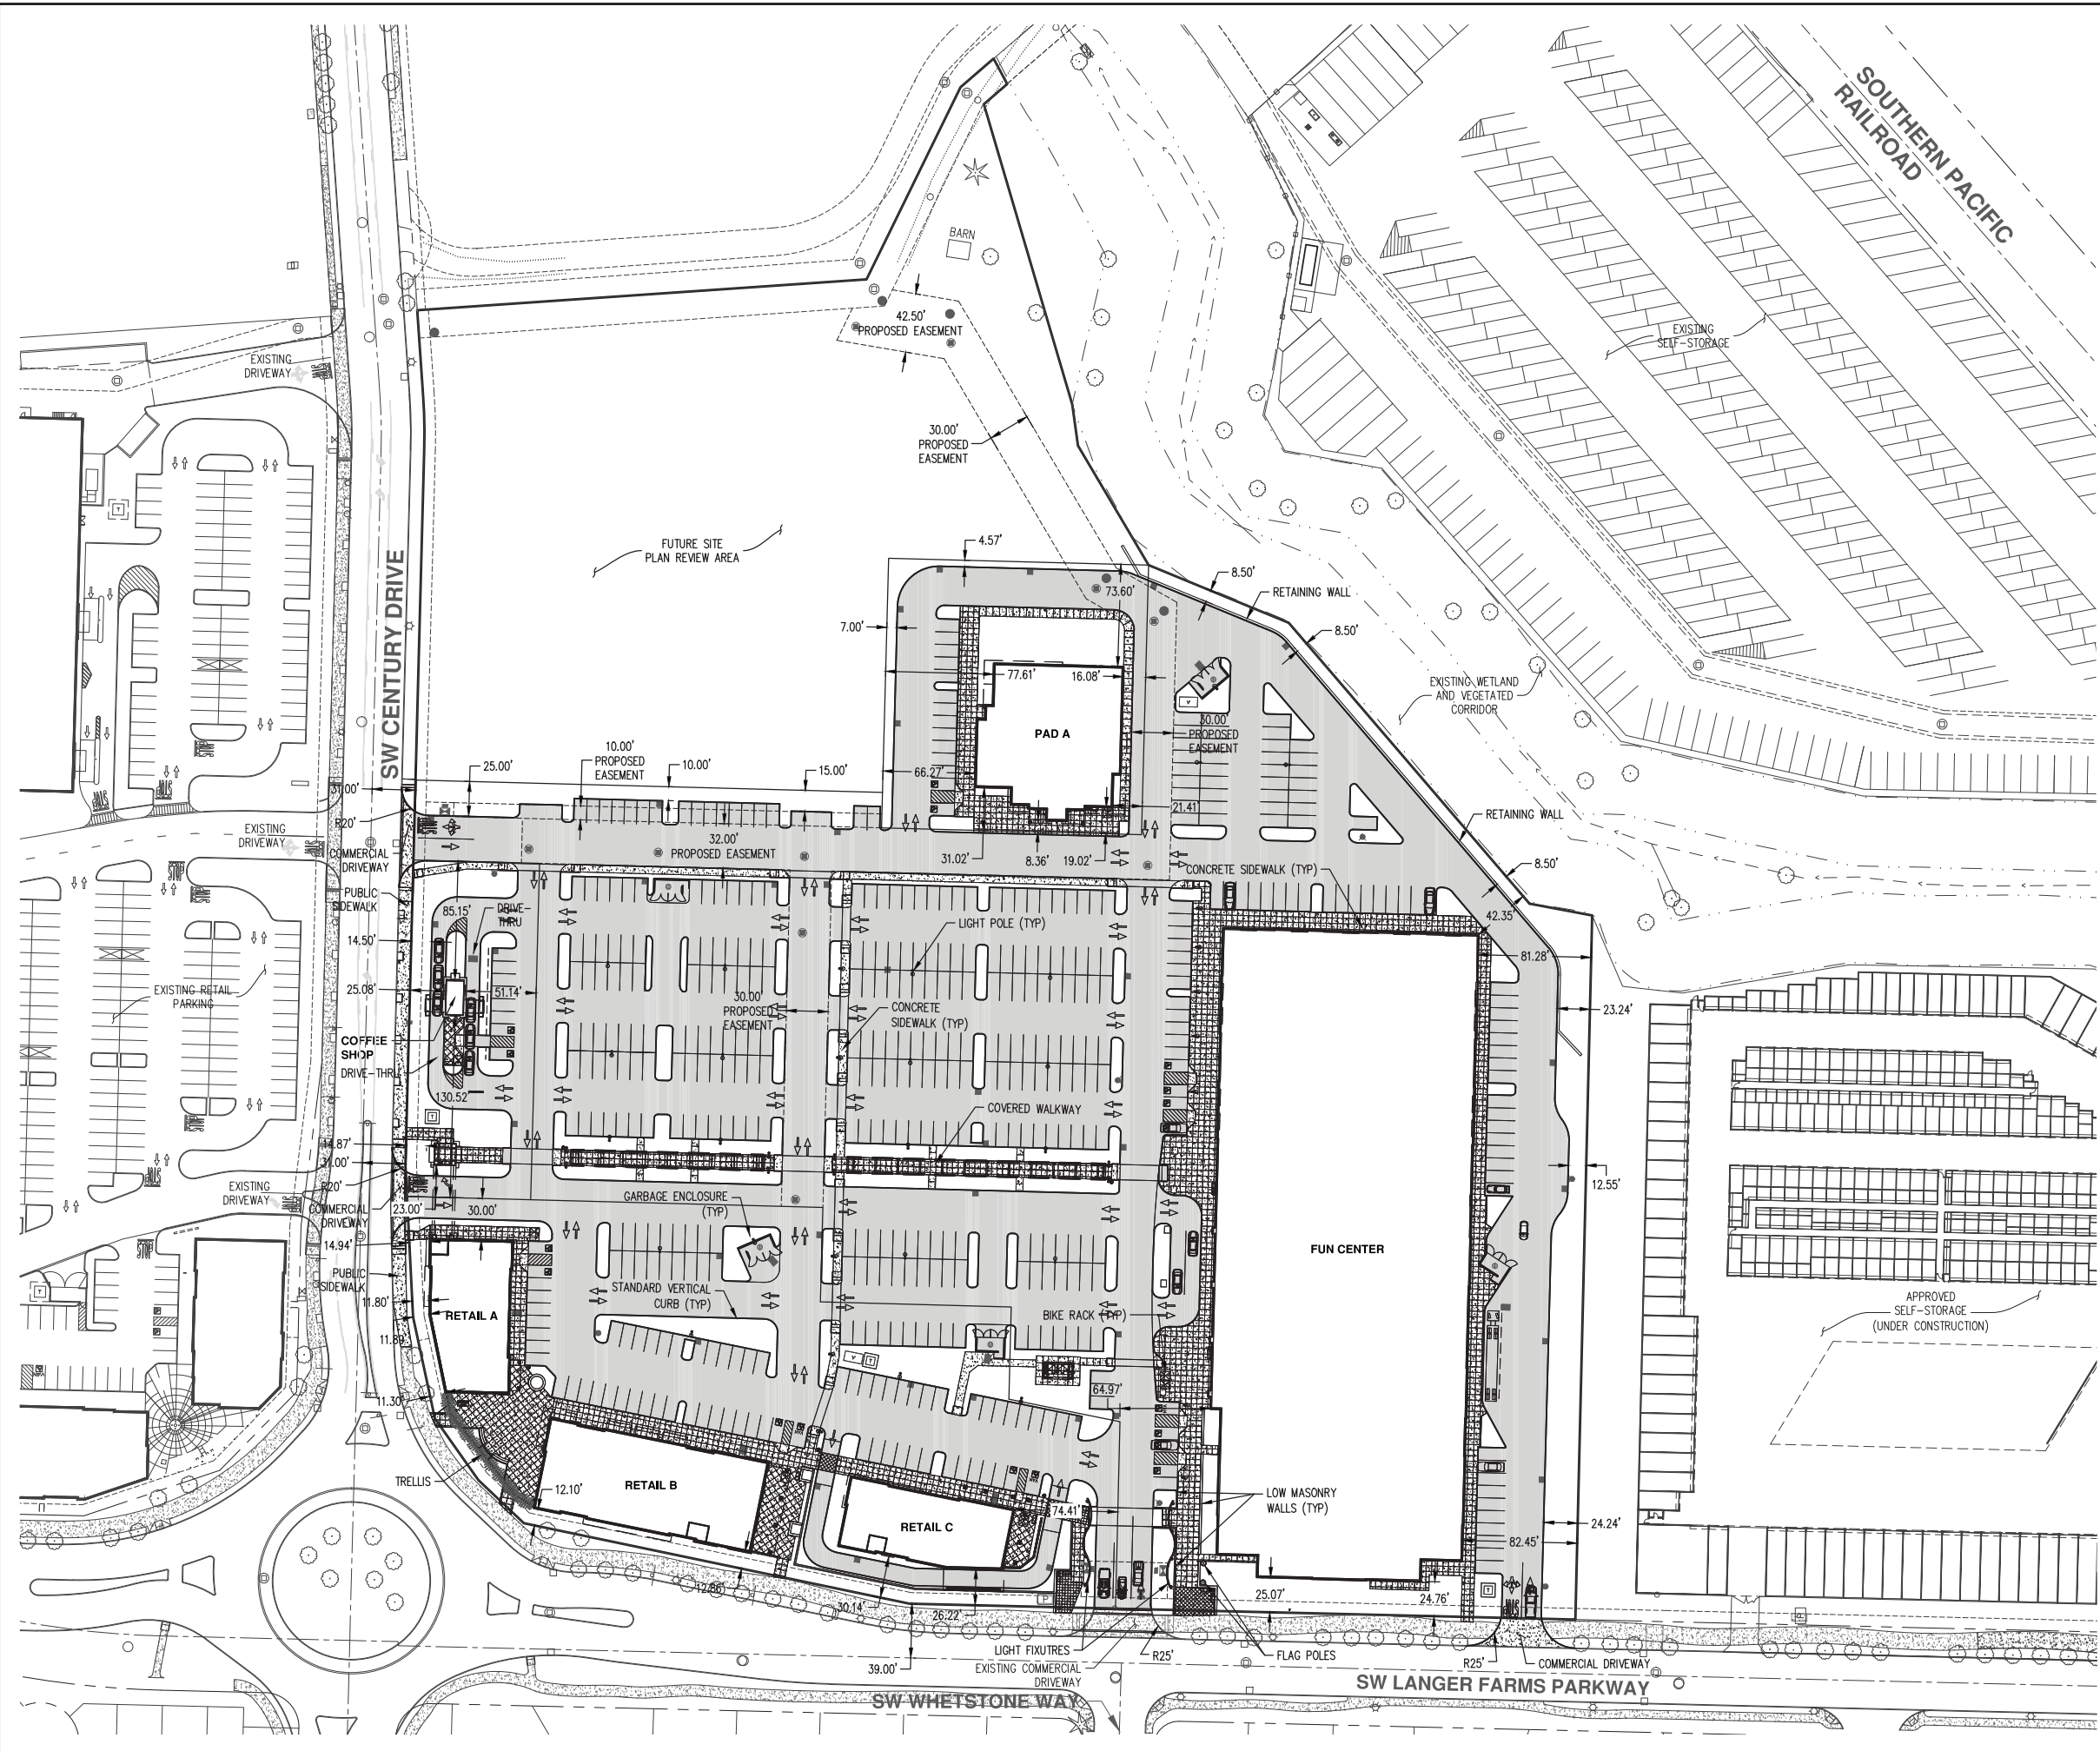 SOUTHERN PACIFIC
RAILROAD
BARN
42.50'
PROPOSED EASEMENT
EXISTING
SELF-STORAGE
EXISTING
DRIVEWAY
30.00'
PROPOSED
EASEMENT
FUTURE SITE
PLAN REVIEW AREA
SW CENTURY DRIVE
4.57'
8.50'
73.60'
RETAINING WALL
7.00'
8.50'
77.61'
16.08'
EXISTING WETLAND
AND VEGETATED
CORRIDOR
PAD A
30.00'
PROPOSED
EASEMENT
10.00'
PROPOSED
EASEMENT
25.00'
10.00'
15.00'
66.27'
31.00'
21.41'
RETAINING WALL
R20'
EXISTING
DRIVEWAY
COMMERCIAL
DRIVEWAY
32.00'
PROPOSED EASEMENT
31.02'
8.36'
19.02'
8.50'
CONCRETE SIDEWALK (TYP)
PUBLIC
SIDEWALK
85.15'
DRIVE-
THRU
LIGHT POLE (TYP)
42.35'
14.50'
81.28'
EXISTING RETAIL
PARKING
25.08'
51.14'
30.00'
PROPOSED
EASEMENT
CONCRETE
SIDEWALK (TYP)
23.24'
COFFEE
SHOP
DRIVE-THRU
130.52'
COVERED WALKWAY
14.87'
31.00'
R20'
12.55'
EXISTING
DRIVEWAY
COMMERCIAL
DRIVEWAY
23.00'
30.00'
GARBAGE ENCLOSURE
(TYP)
14.94'
FUN CENTER
PUBLIC
SIDEWALK
STANDARD VERTICAL
CURB (TYP)
11.80'
RETAIL A
BIKE RACK (TYP)
APPROVED
SELF-STORAGE
(UNDER CONSTRUCTION)
11.89'
64.97'
11.30'
TRELLIS
12.10'
RETAIL B
LOW MASONRY
WALLS (TYP)
74.41'
RETAIL C
24.24'
82.45'
25.07'
24.76'
30.14'
26.22'
LIGHT FIXUTRES
R25'
FLAG POLES
R25'
COMMERCIAL DRIVEWAY
39.00'
EXISTING COMMERCIAL
DRIVEWAY
SW WHETSTONE WAY
SW LANGER FARMS PARKWAY